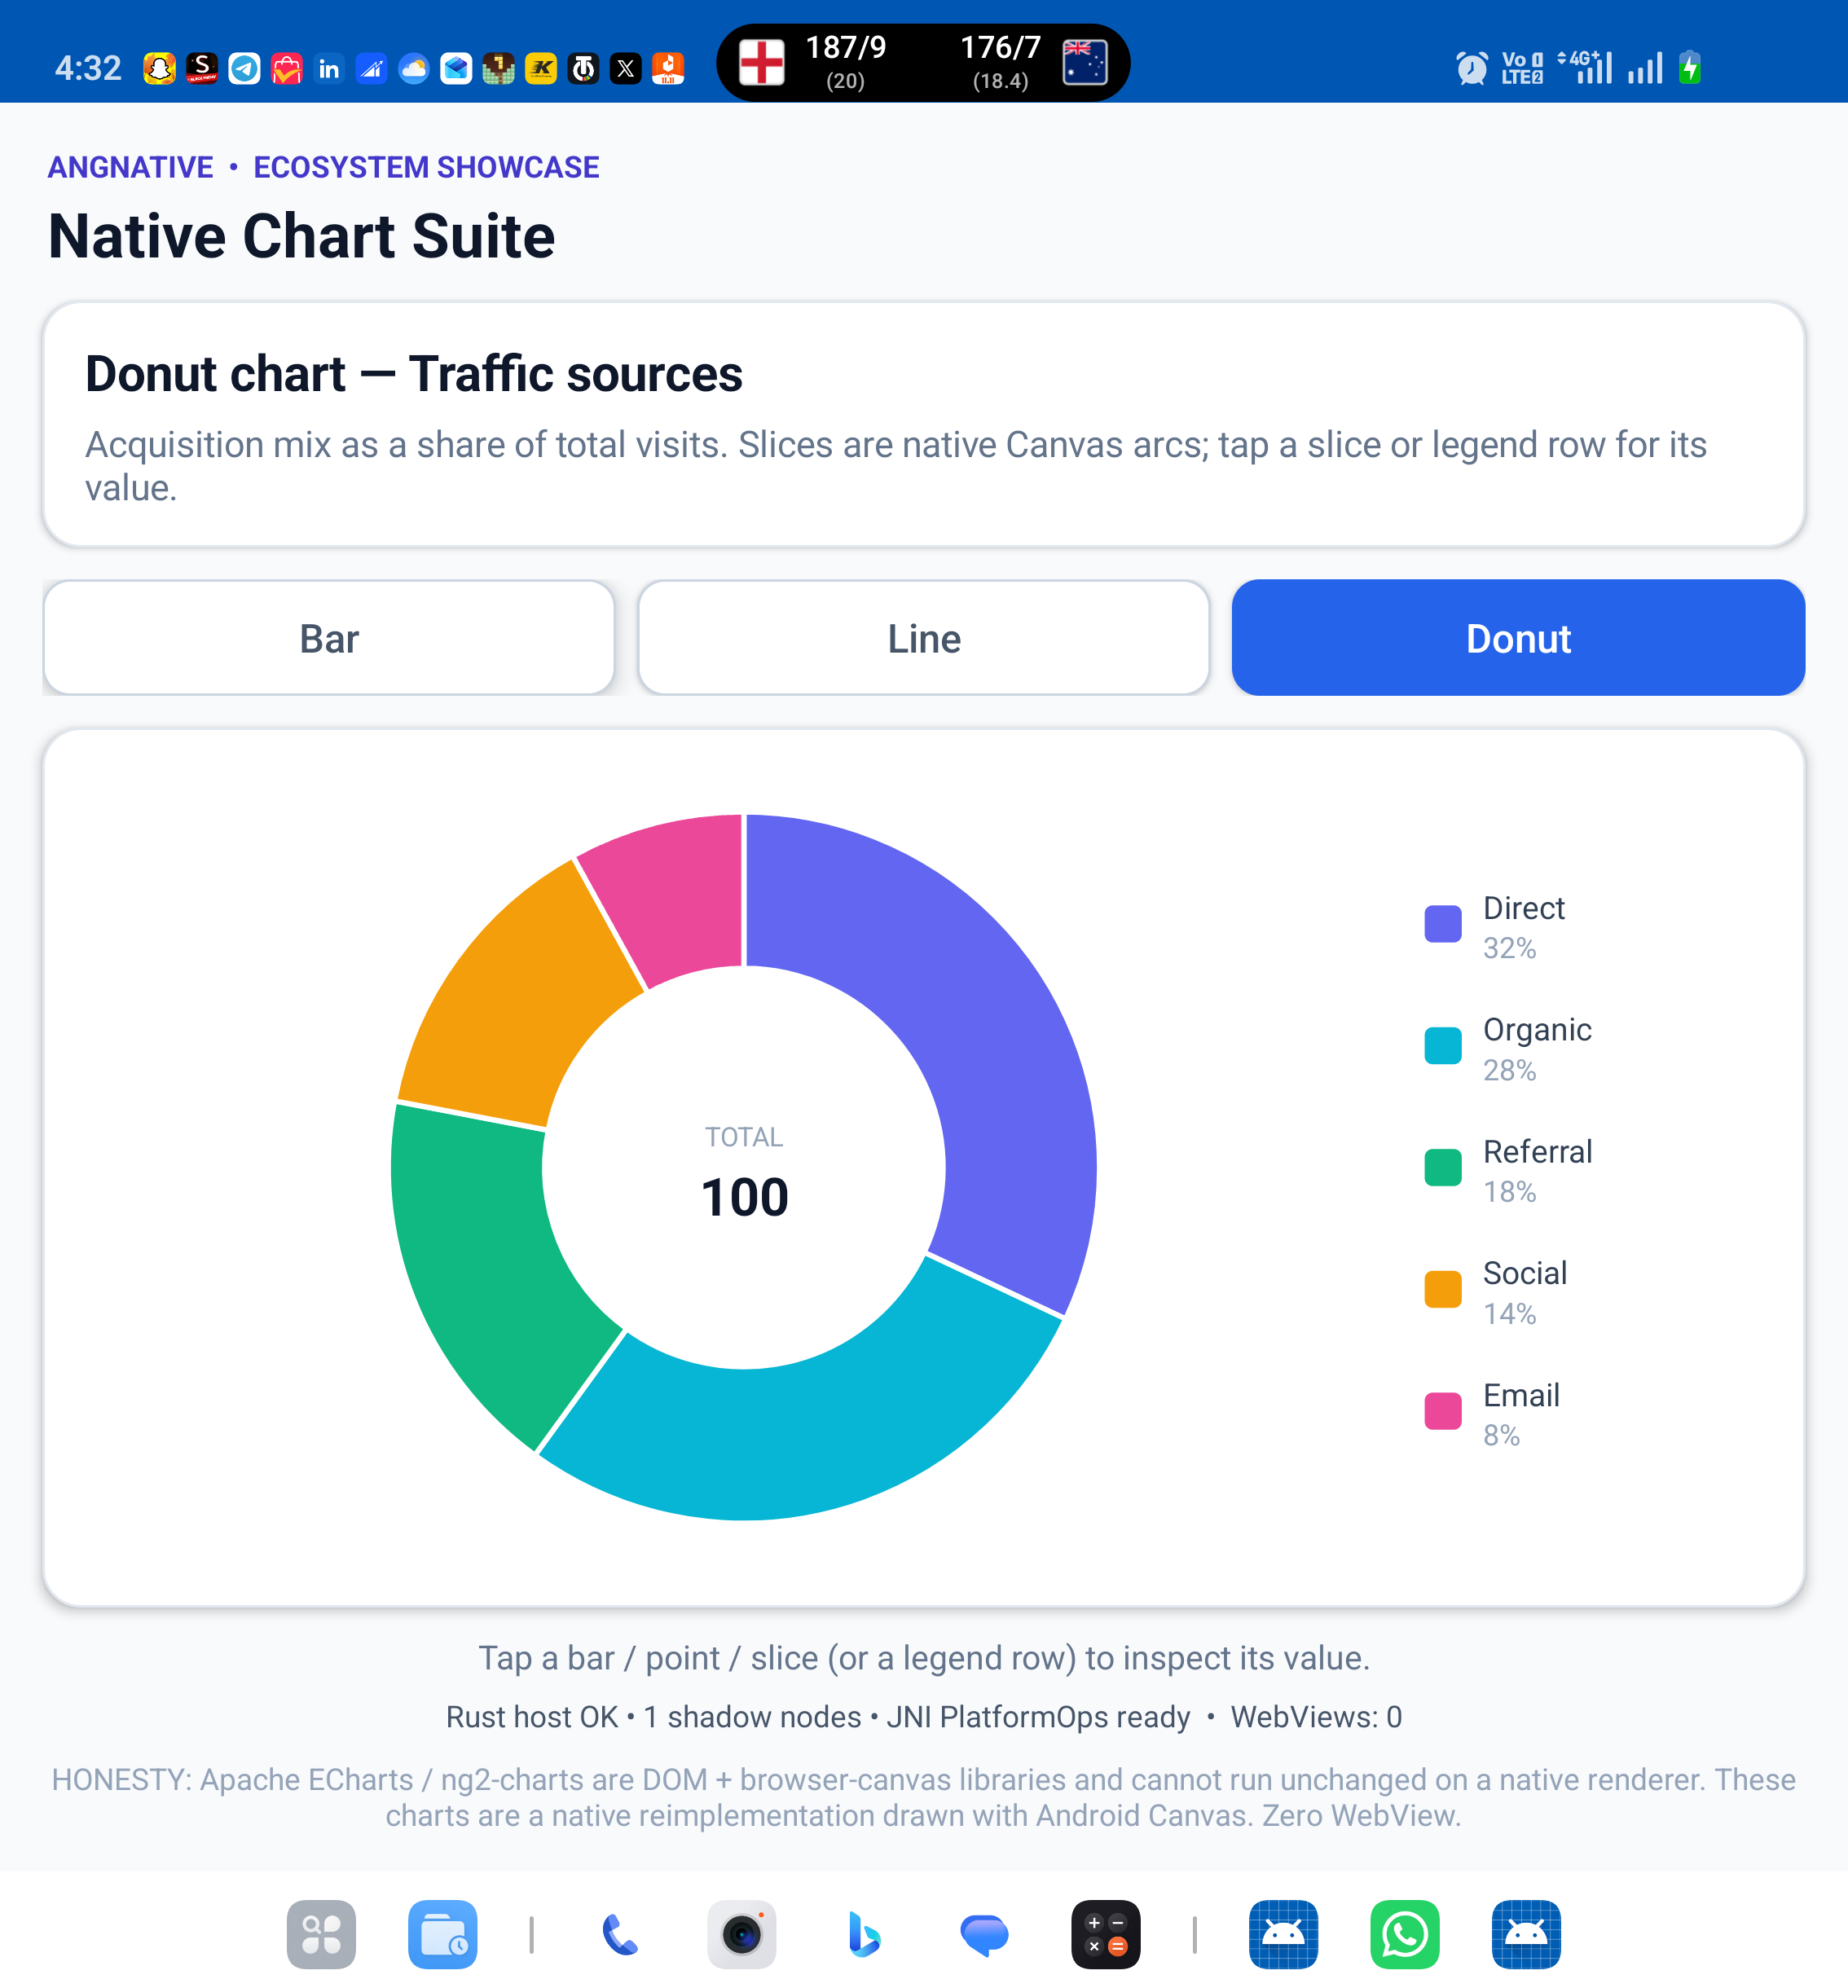 4:32
187/9
(20)
176/7
(18.4)
Vo 1
LTE2
4G+
ANGNATIVE • ECOSYSTEM SHOWCASE
Native Chart Suite
Donut chart — Traffic sources
Acquisition mix as a share of total visits. Slices are native Canvas arcs; tap a slice or legend row for its
value.
Bar
Line
Donut
TOTAL
100
Direct
32%
Organic
28%
Referral
18%
Social
14%
Email
8%
Tap a bar / point / slice (or a legend row) to inspect its value.
Rust host OK • 1 shadow nodes • JNI PlatformOps ready • WebViews: 0
HONESTY: Apache ECharts / ng2-charts are DOM + browser-canvas libraries and cannot run unchanged on a native renderer. These
charts are a native reimplementation drawn with Android Canvas. Zero WebView.